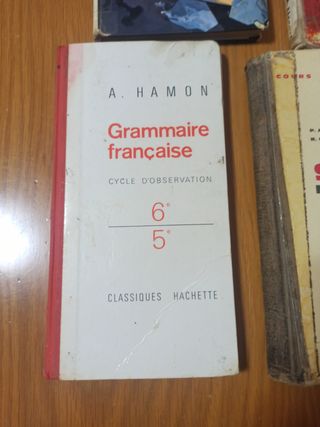 A. HAMON
Grammaire
française
CYCLE D'OBSERVATION
6e
5e
CLASSIQUES HACHETTE
COURS